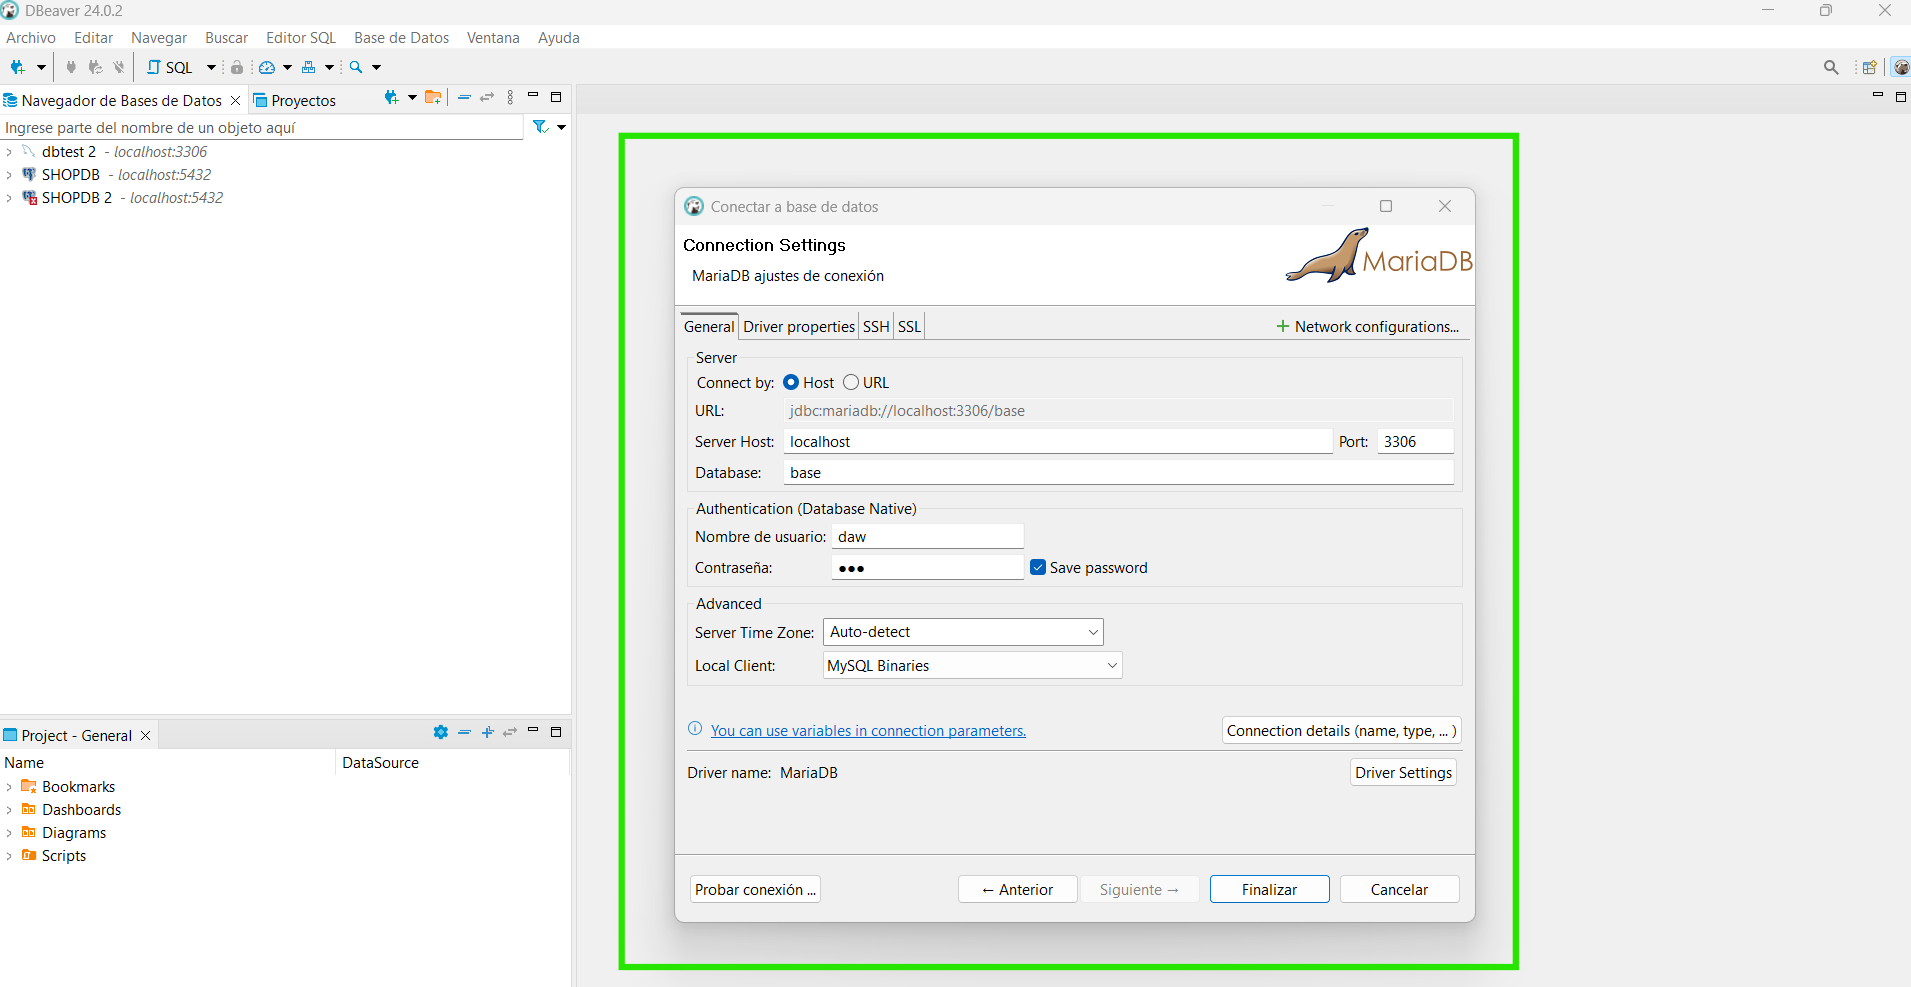 DBeaver 24.0.2
Archivo Editar Navegar Buscar Editor SQL Base de Datos Ventana Ayuda
SQL
Navegador de Bases de Datos Proyectos
Ingrese parte del nombre de un objeto aquí
dbtest 2 - localhost:3306
SHOPDB - localhost:5432
SHOPDB 2 - localhost:5432
Project - General
Name DataSource
Bookmarks
Dashboards
Diagrams
Scripts
Conectar a base de datos
Connection Settings
MariaDB ajustes de conexión
MariaDB
General Driver properties SSH SSL Network configurations...
Server
Connect by: Host URL
URL: jdbc:mariadb://localhost:3306/base
Server Host: localhost Port: 3306
Database: base
Authentication (Database Native)
Nombre de usuario: daw
Contraseña: ●●● Save password
Advanced
Server Time Zone: Auto-detect
Local Client: MySQL Binaries
You can use variables in connection parameters. Connection details (name, type, ... )
Driver name: MariaDB Driver Settings
Probar conexión ... ← Anterior Siguiente → Finalizar Cancelar